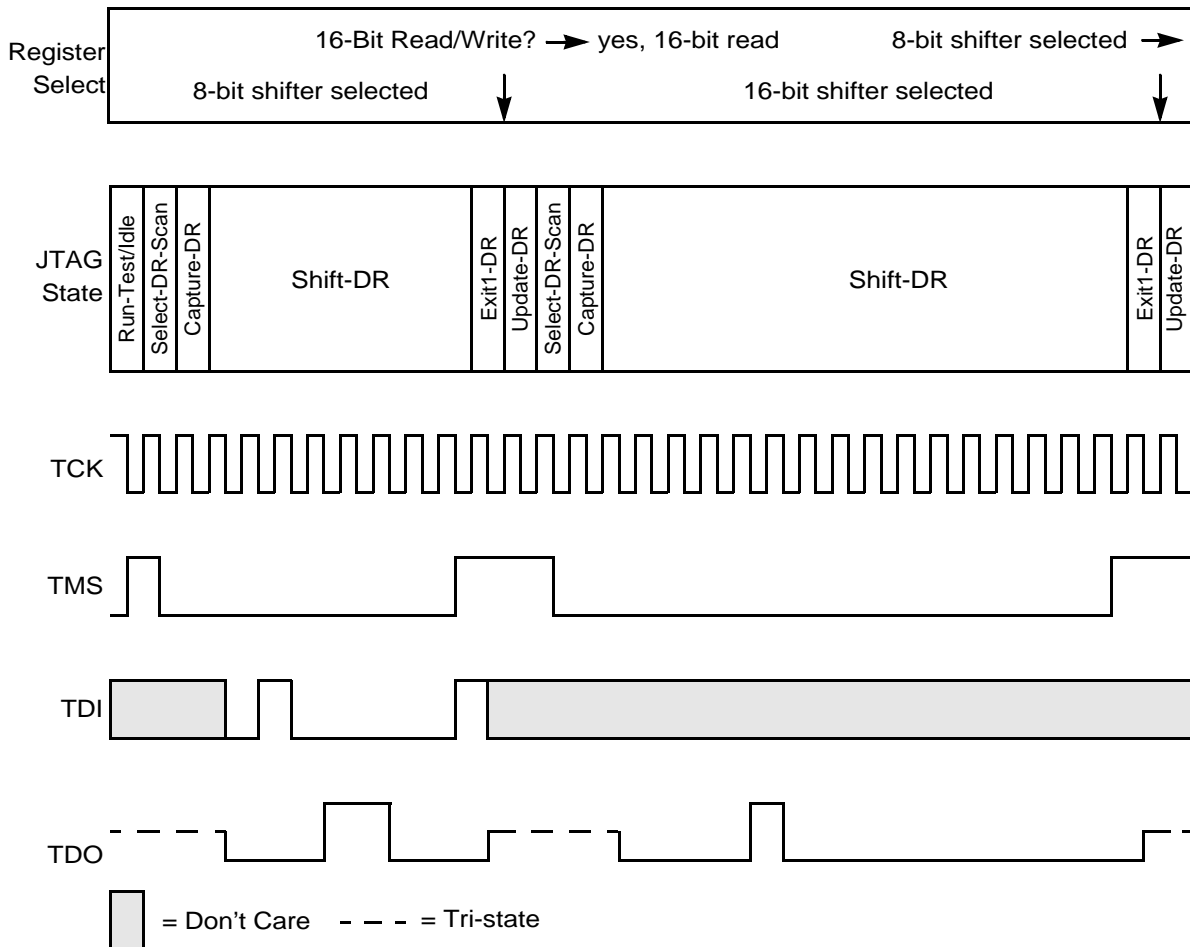 Register
Select
16-Bit Read/Write?
yes, 16-bit read
8-bit shifter selected
8-bit shifter selected
16-bit shifter selected
JTAG
State
Run-Test/Idle
Select-DR-Scan
Capture-DR
Shift-DR
Exit1-DR
Update-DR
Select-DR-Scan
Capture-DR
Shift-DR
Exit1-DR
Update-DR
TCK
TMS
TDI
TDO
= Don't Care
= Tri-state